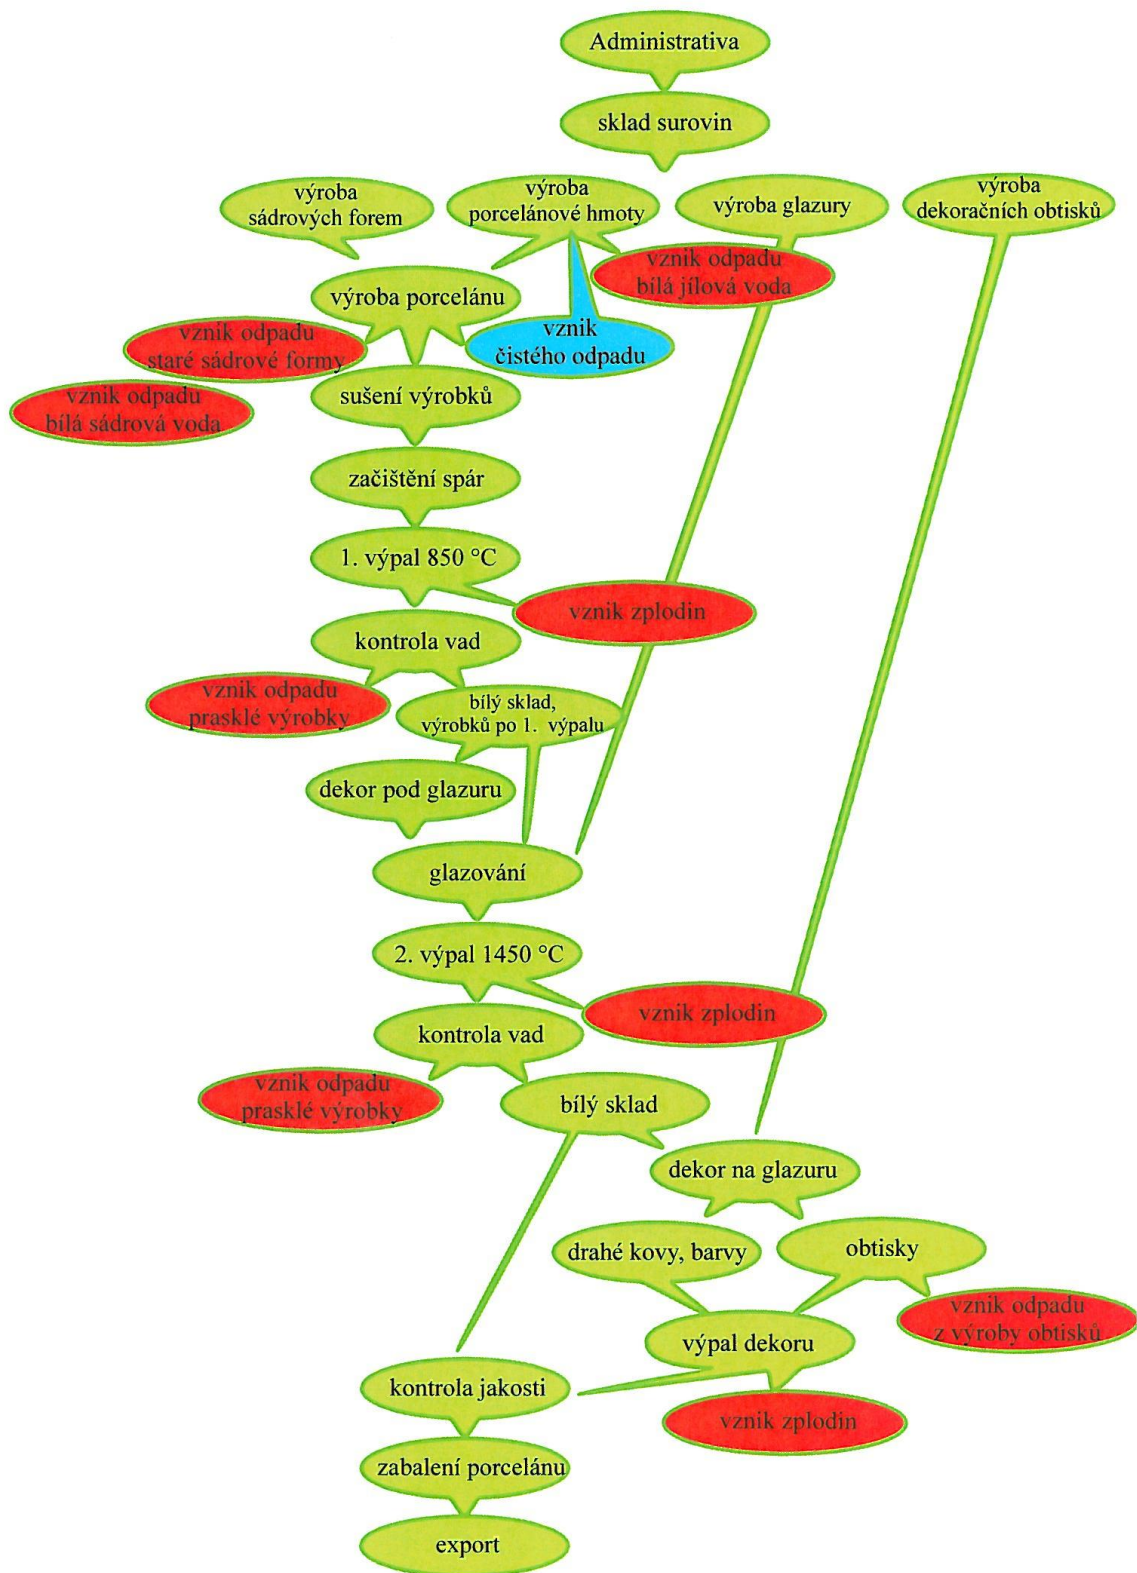 Administrativa
sklad surovin
výroba
sádrových forem
výroba
porcelánové hmoty
výroba glazury
výroba
dekoračních obtisků
vznik odpadu
bílá jílová voda
výroba porcelánu
vznik odpadu
staré sádrové formy
vznik
čistého odpadu
vznik odpadu
bílá sádrová voda
sušení výrobků
začištění spár
1. výpal 850 °C
vznik zplodin
kontrola vad
vznik odpadu
prasklé výrobky
bílý sklad,
výrobků po 1. výpalu
dekor pod glazuru
glazování
2. výpal 1450 °C
vznik zplodin
kontrola vad
vznik odpadu
prasklé výrobky
bílý sklad
dekor na glazuru
drahé kovy, barvy
obtisky
vznik odpadu
z výroby obtisků
výpal dekoru
kontrola jakosti
vznik zplodin
zabalení porcelánu
export